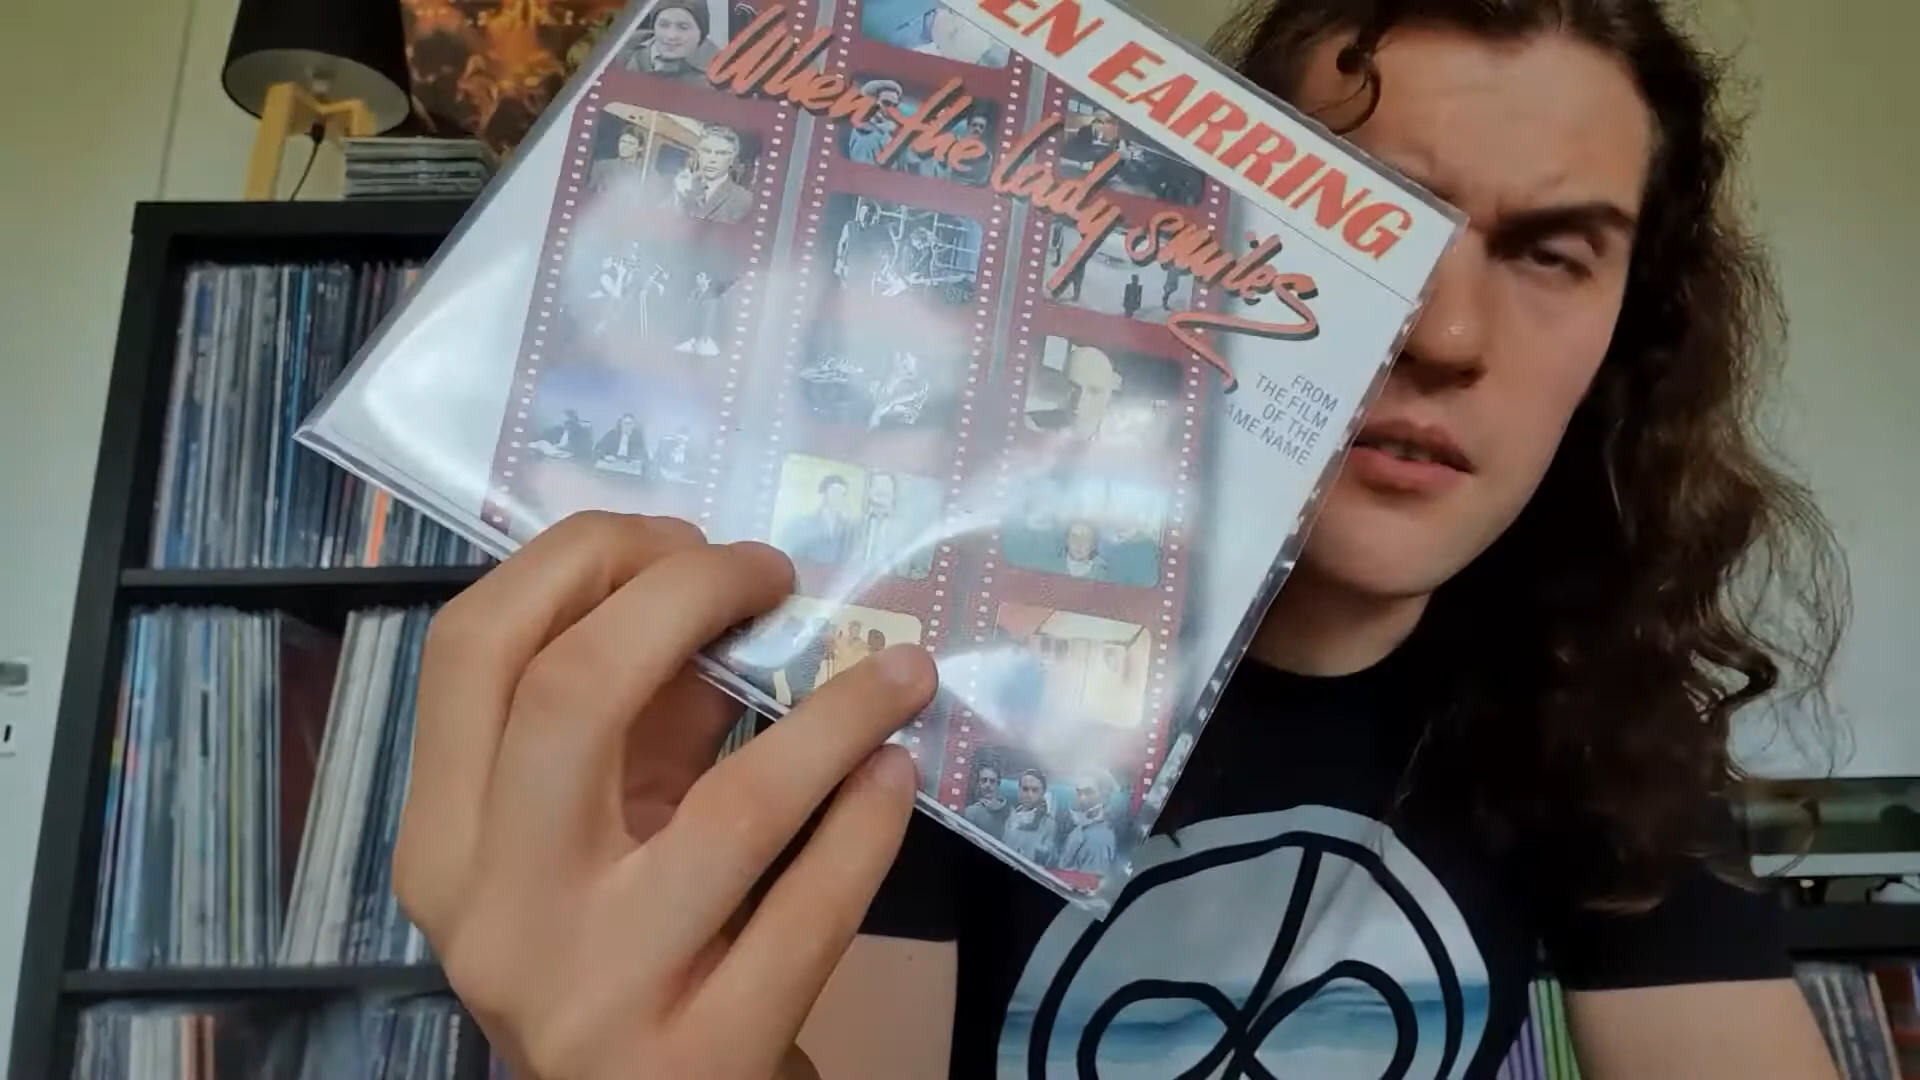 EN EARRING
When the lady smiles
FROM
THE FILM
OF THE
AME NAME